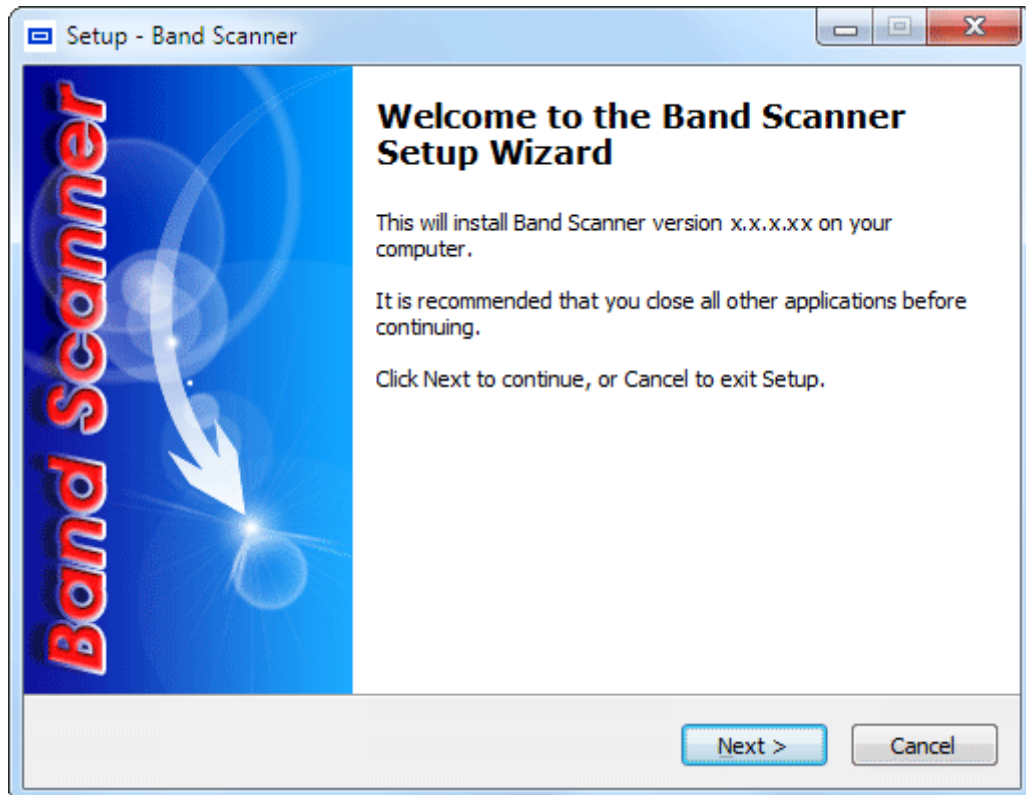 Setup - Band Scanner
Band Scanner
Welcome to the Band Scanner
Setup Wizard
This will install Band Scanner version x.x.x.xx on your
computer.
It is recommended that you close all other applications before
continuing.
Click Next to continue, or Cancel to exit Setup.
Next >
Cancel